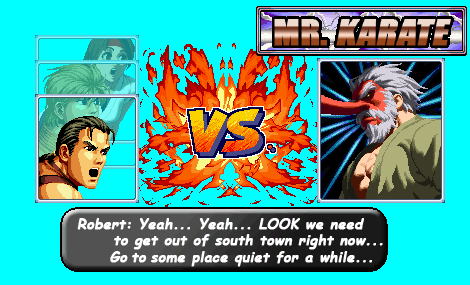 MR. KARATE
VS
Robert: Yeah... Yeah... LOOK we need
to get out of south town right now...
Go to some place quiet for a while...